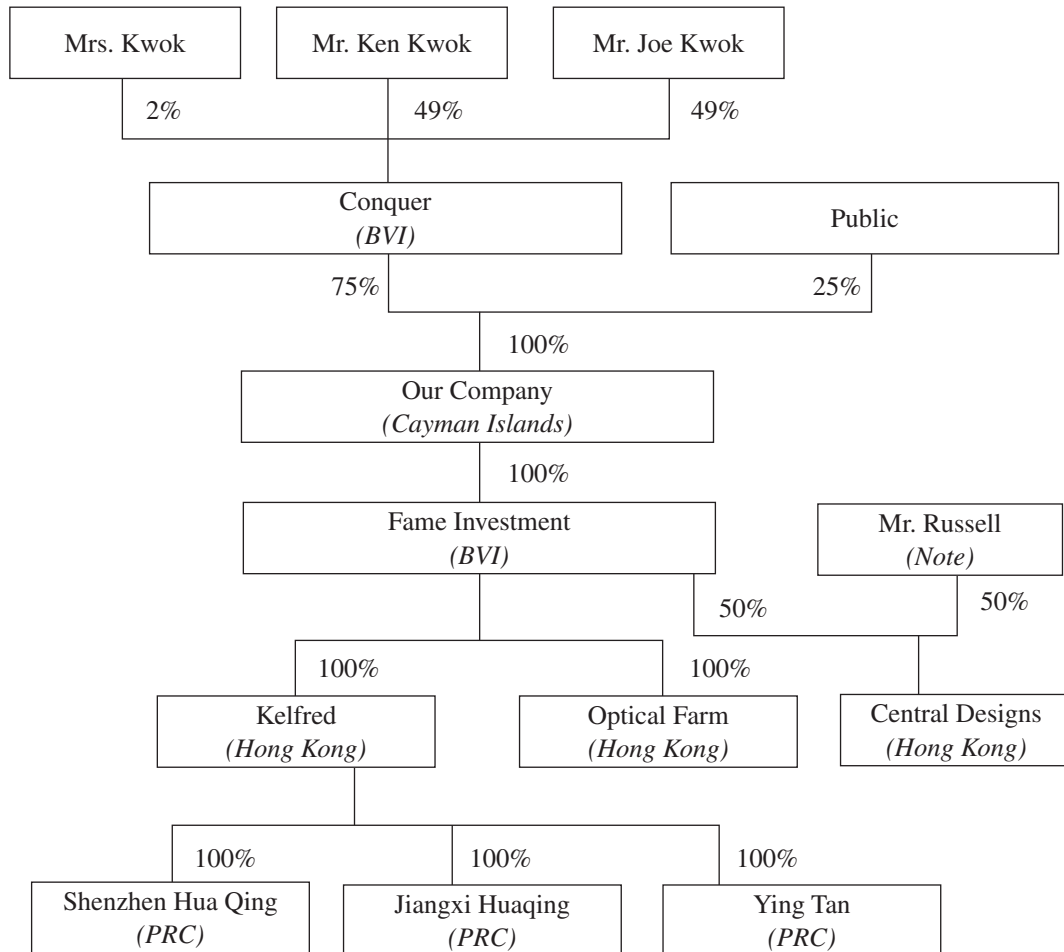 Mrs. Kwok
Mr. Ken Kwok
Mr. Joe Kwok
2%
49%
49%
Conquer
(BVI)
Public
75%
25%
100%
Our Company
(Cayman Islands)
100%
Fame Investment
(BVI)
Mr. Russell
(Note)
50%
50%
100%
100%
Kelfred
(Hong Kong)
Optical Farm
(Hong Kong)
Central Designs
(Hong Kong)
100%
100%
100%
Shenzhen Hua Qing
(PRC)
Jiangxi Huaqing
(PRC)
Ying Tan
(PRC)